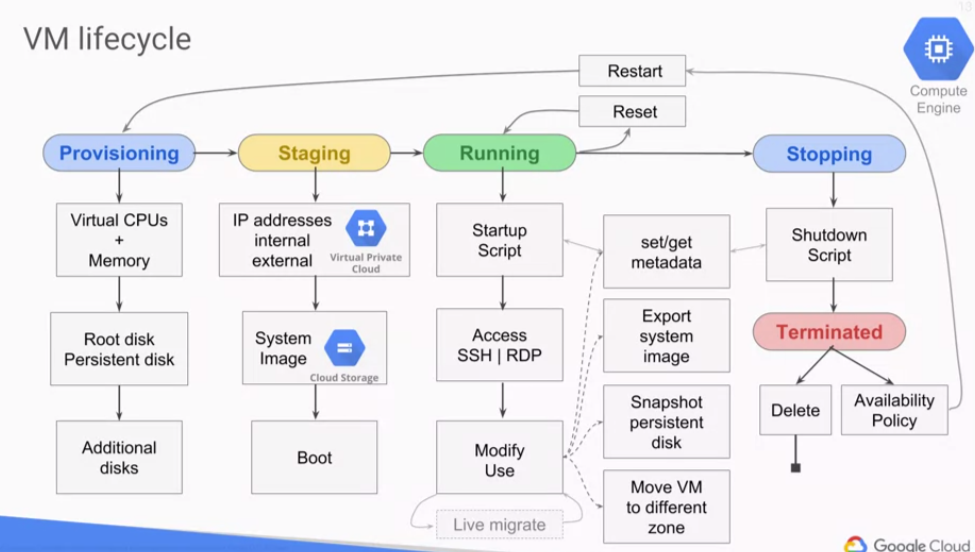 13
VM lifecycle
Compute
Engine
Restart
Reset
Provisioning
Staging
Running
Stopping
Virtual CPUs
+
Memory
IP addresses
internal
external
Virtual Private
Cloud
Startup
Script
set/get
metadata
Shutdown
Script
Root disk
Persistent disk
System
Image
Cloud Storage
Access
SSH | RDP
Export
system
image
Terminated
Additional
disks
Boot
Modify
Use
Snapshot
persistent
disk
Delete
Availability
Policy
Live migrate
Move VM
to different
zone
Google Cloud